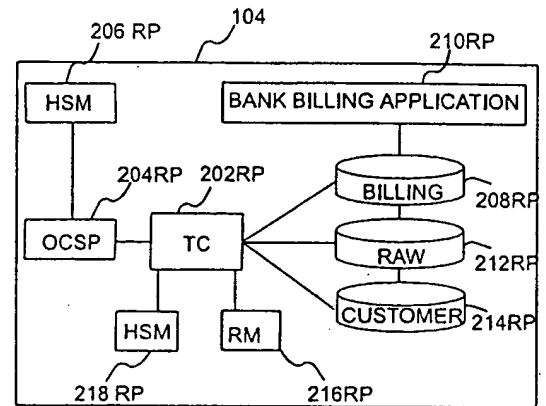 206 RP
104
210RP
HSM
BANK BILLING APPLICATION
204RP
202RP
BILLING
208RP
OCSP
TC
RAW
212RP
HSM
RM
CUSTOMER
214RP
218 RP
216RP